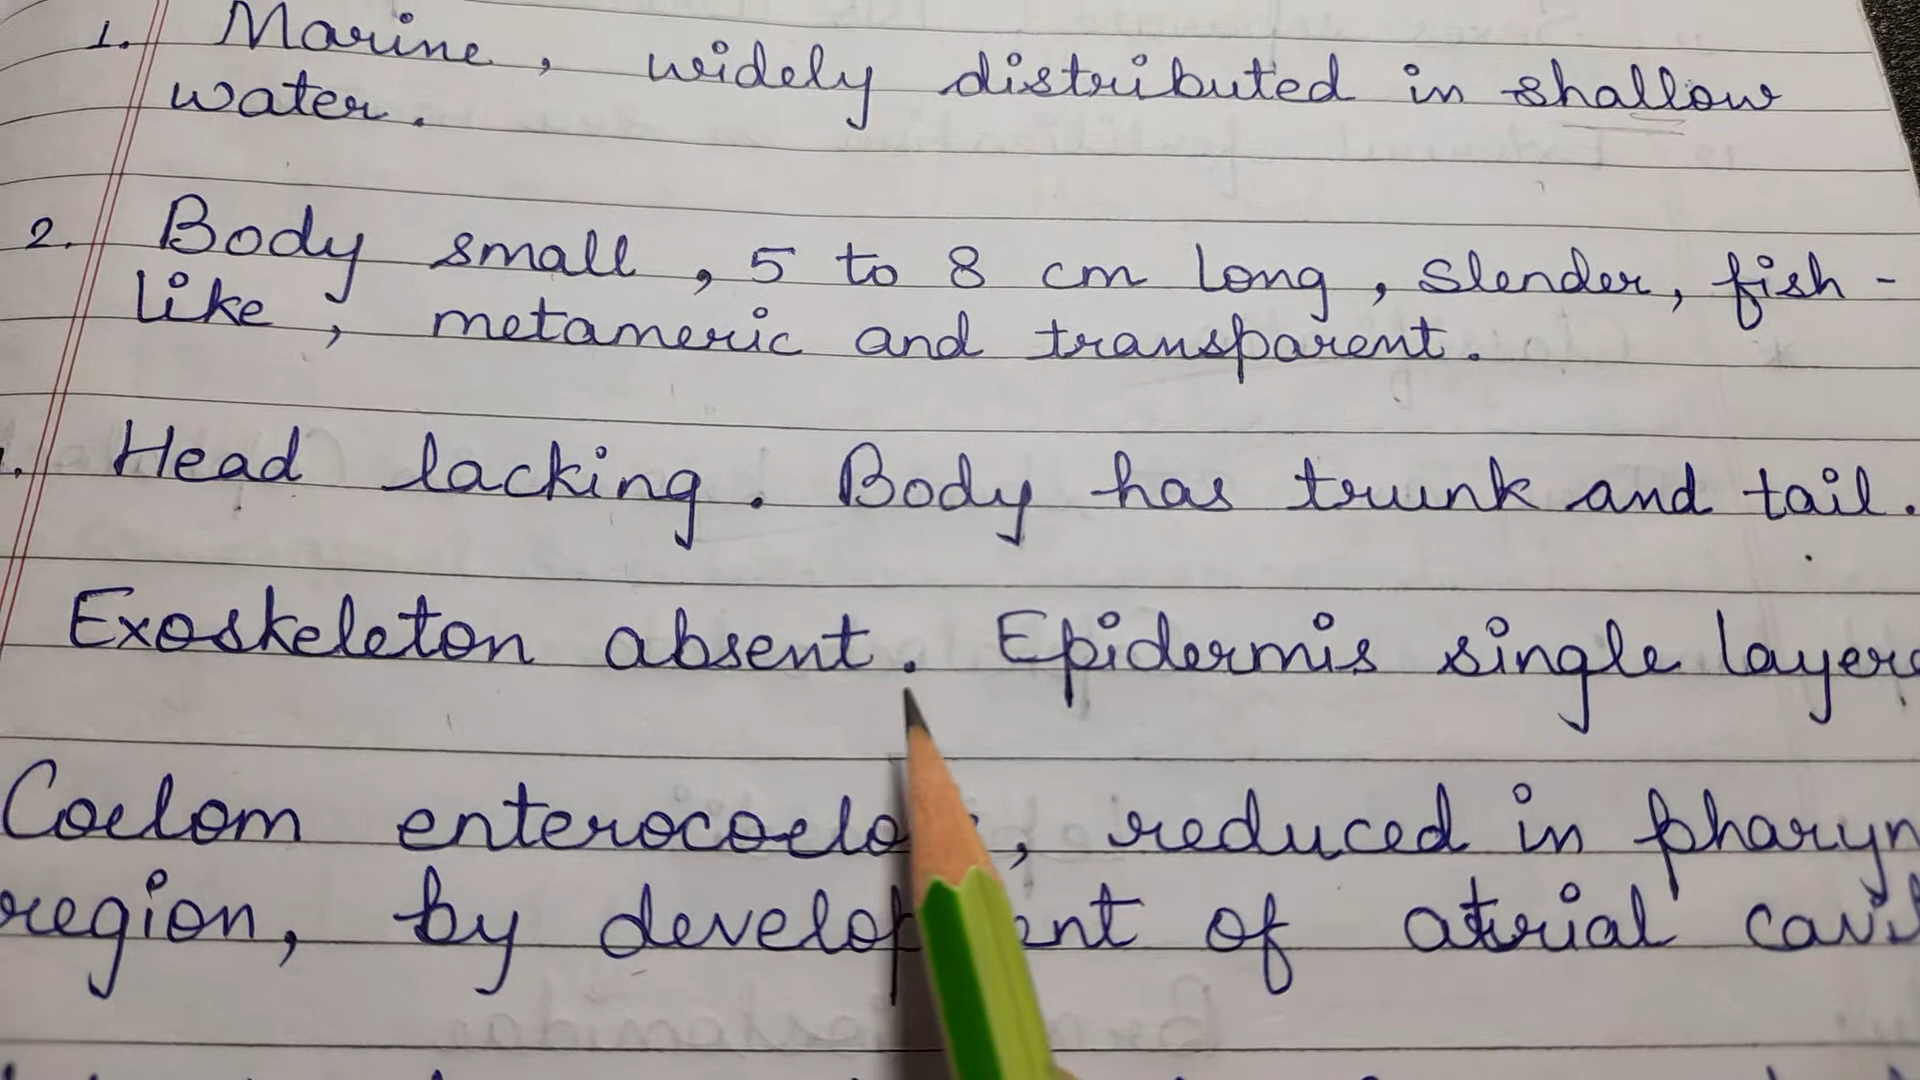 1. Marine, widely distributed in shallow
water.
2. Body small, 5 to 8 cm long, slender, fish-
like, metameric and transparent.
Head lacking. Body has trunk and tail.
Exoskeleton absent. Epidermis single
Coelom reduced in
region, by of atrial